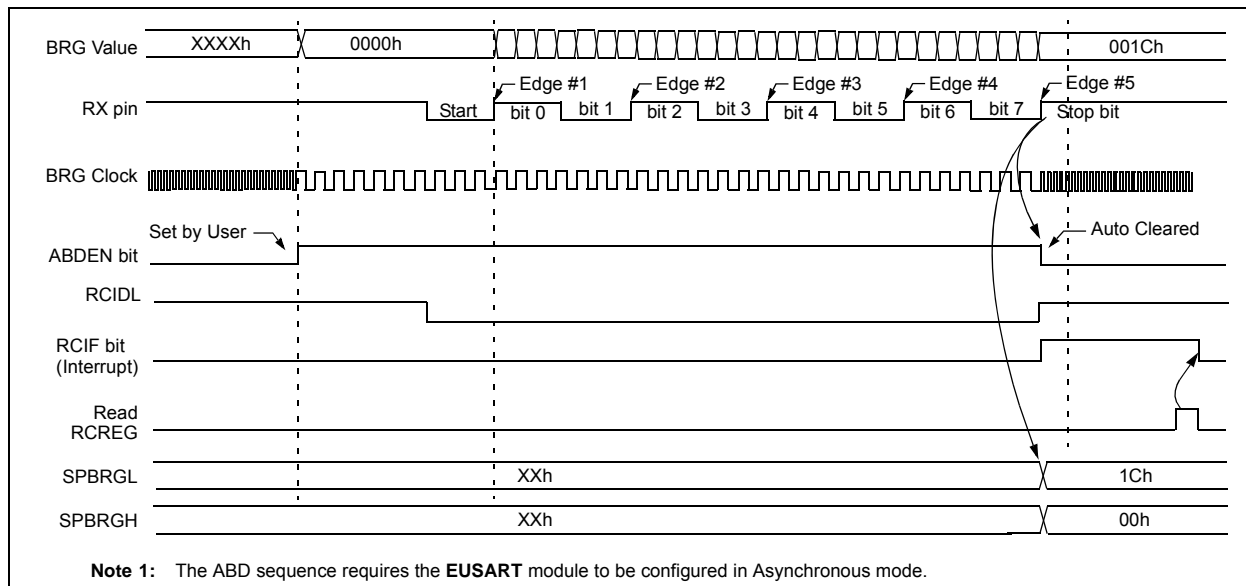 BRG Value XXXXh 0000h 001Ch
Edge #1 Edge #2 Edge #3 Edge #4 Edge #5
RX pin Start bit 0 bit 1 bit 2 bit 3 bit 4 bit 5 bit 6 bit 7 Stop bit
BRG Clock
Set by User Auto Cleared
ABDEN bit
RCIDL
RCIF bit
(Interrupt)
Read
RCREG
SPBRGL XXh 1Ch
SPBRGH XXh 00h
Note 1: The ABD sequence requires the EUSART module to be configured in Asynchronous mode.